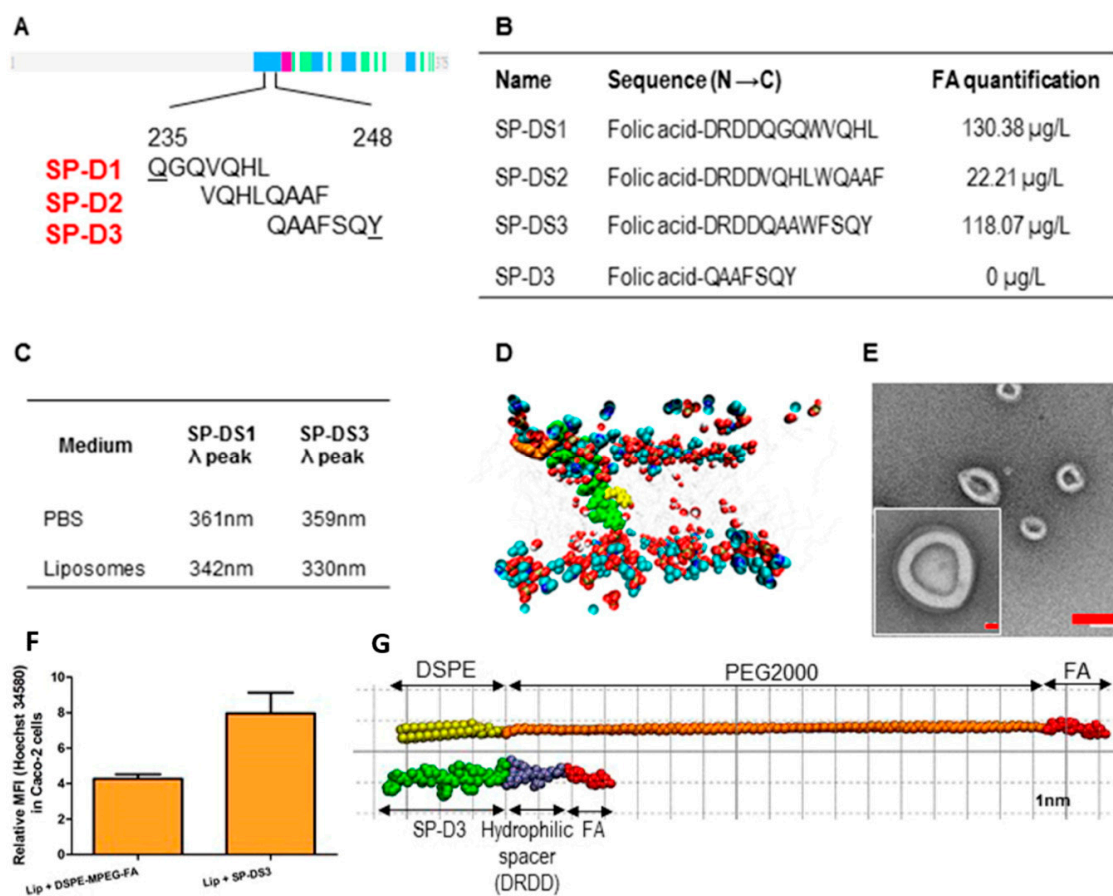 A
1
375
235 248
SP-D1 QGQVQHL
SP-D2 VQHLQAAF
SP-D3 QAAFSQY
B
Name Sequence (N →C) FA quantification
SP-DS1 Folic acid-DRDDQGQWVQHL 130.38 µg/L
SP-DS2 Folic acid-DRDDVQHLWQAAF 22.21 µg/L
SP-DS3 Folic acid-DRDDQAAWFSQY 118.07 µg/L
SP-D3 Folic acid-QAAFSQY 0 µg/L
C
Medium SP-DS1 λ peak SP-DS3 λ peak
PBS 361nm 359nm
Liposomes 342nm 330nm
D
E
F
Relative MFI (Hoechst 34580)
in Caco-2 cells
10
8
6
4
2
0
Lip + DSPE-MPEG-FA
Lip + SP-DS3
G
DSPE PEG2000 FA
1nm
SP-D3 Hydrophilic spacer (DRDD) FA